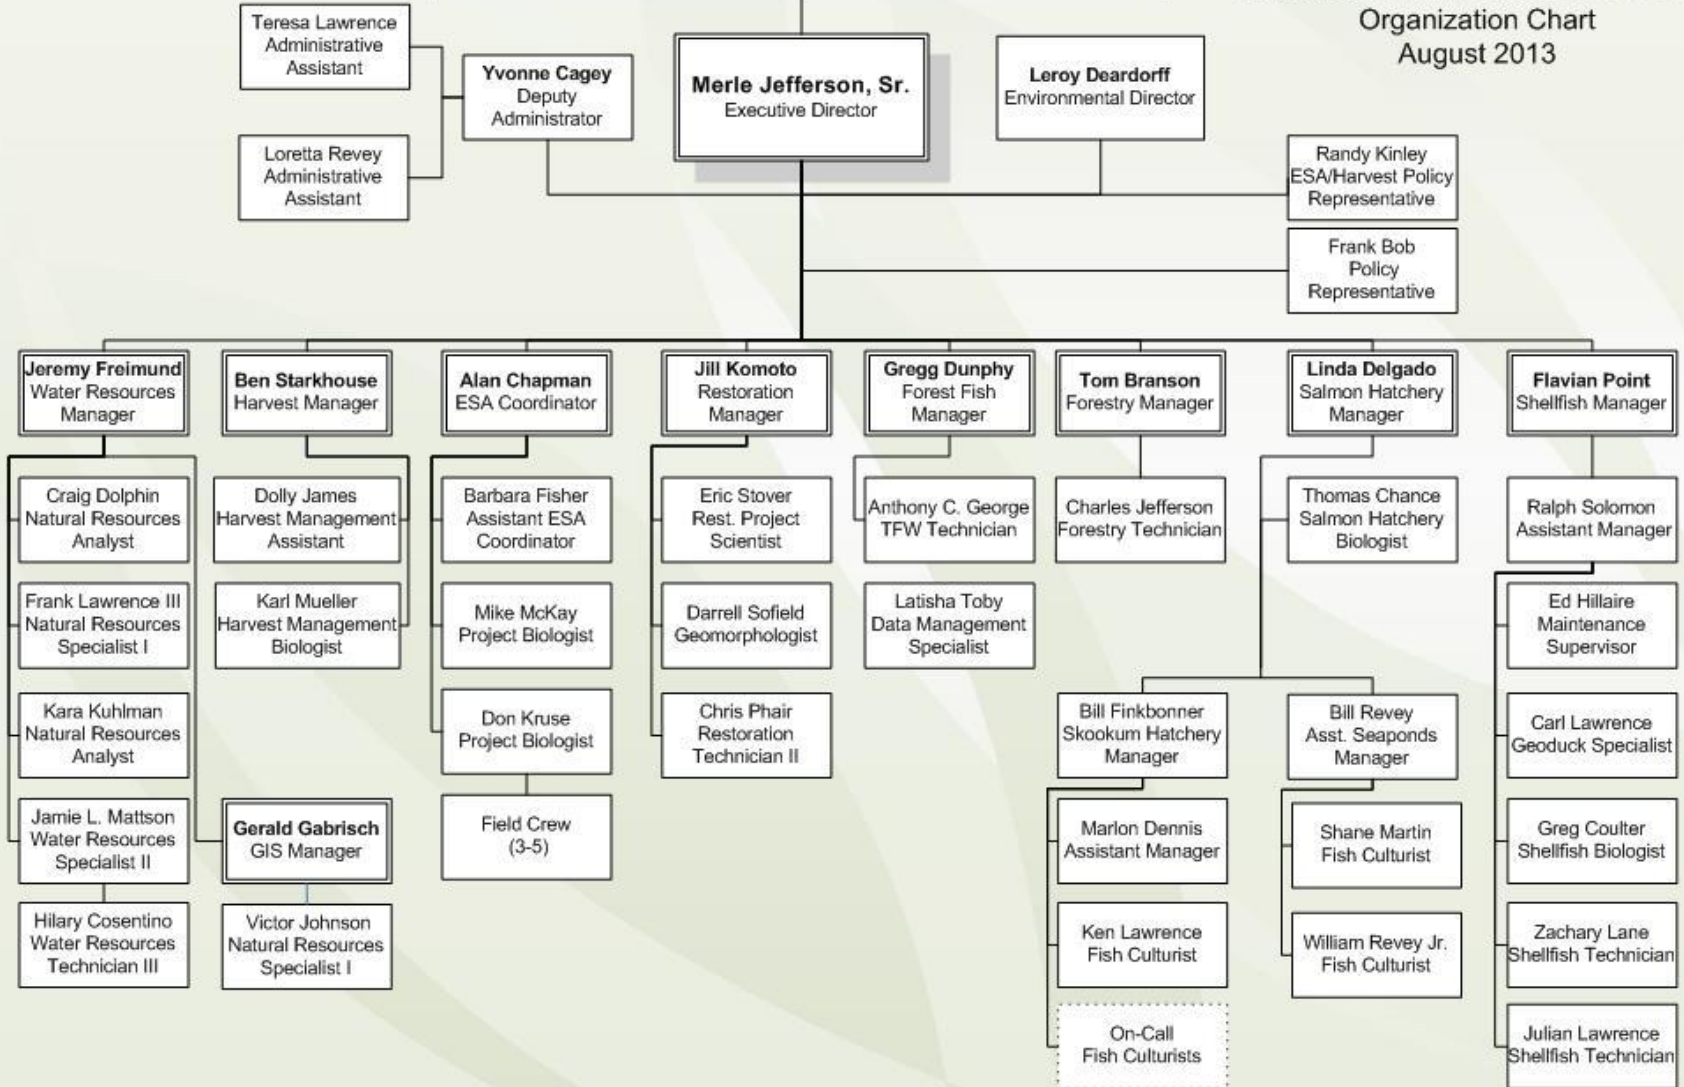 Organization Chart
August 2013
Teresa Lawrence
Administrative
Assistant
Yvonne Cagey
Deputy
Administrator
Loretta Revey
Administrative
Assistant
Merle Jefferson, Sr.
Executive Director
Leroy Deardorff
Environmental Director
Randy Kinley
ESA/Harvest Policy
Representative
Frank Bob
Policy
Representative
Jeremy Freimund
Water Resources
Manager
Ben Starkhouse
Harvest Manager
Alan Chapman
ESA Coordinator
Jill Komoto
Restoration
Manager
Gregg Dunphy
Forest Fish
Manager
Tom Branson
Forestry Manager
Linda Delgado
Salmon Hatchery
Manager
Flavian Point
Shellfish Manager
Craig Dolphin
Natural Resources
Analyst
Dolly James
Harvest Management
Assistant
Barbara Fisher
Assistant ESA
Coordinator
Eric Stover
Rest. Project
Scientist
Anthony C. George
TFW Technician
Charles Jefferson
Forestry Technician
Thomas Chance
Salmon Hatchery
Biologist
Ralph Solomon
Assistant Manager
Frank Lawrence III
Natural Resources
Specialist I
Karl Mueller
Harvest Management
Biologist
Mike McKay
Project Biologist
Darrell Sofield
Geomorphologist
Latisha Toby
Data Management
Specialist
Ed Hillaire
Maintenance
Supervisor
Kara Kuhlman
Natural Resources
Analyst
Don Kruse
Project Biologist
Chris Phair
Restoration
Technician II
Bill Finkbonner
Skookum Hatchery
Manager
Bill Revey
Asst. Seaponds
Manager
Carl Lawrence
Geoduck Specialist
Jamie L. Mattson
Water Resources
Specialist II
Gerald Gabrisch
GIS Manager
Field Crew
(3-5)
Marlon Dennis
Assistant Manager
Shane Martin
Fish Culturist
Greg Coulter
Shellfish Biologist
Hilary Cosentino
Water Resources
Technician III
Victor Johnson
Natural Resources
Specialist I
Ken Lawrence
Fish Culturist
William Revey Jr.
Fish Culturist
Zachary Lane
Shellfish Technician
On-Call
Fish Culturists
Julian Lawrence
Shellfish Technician